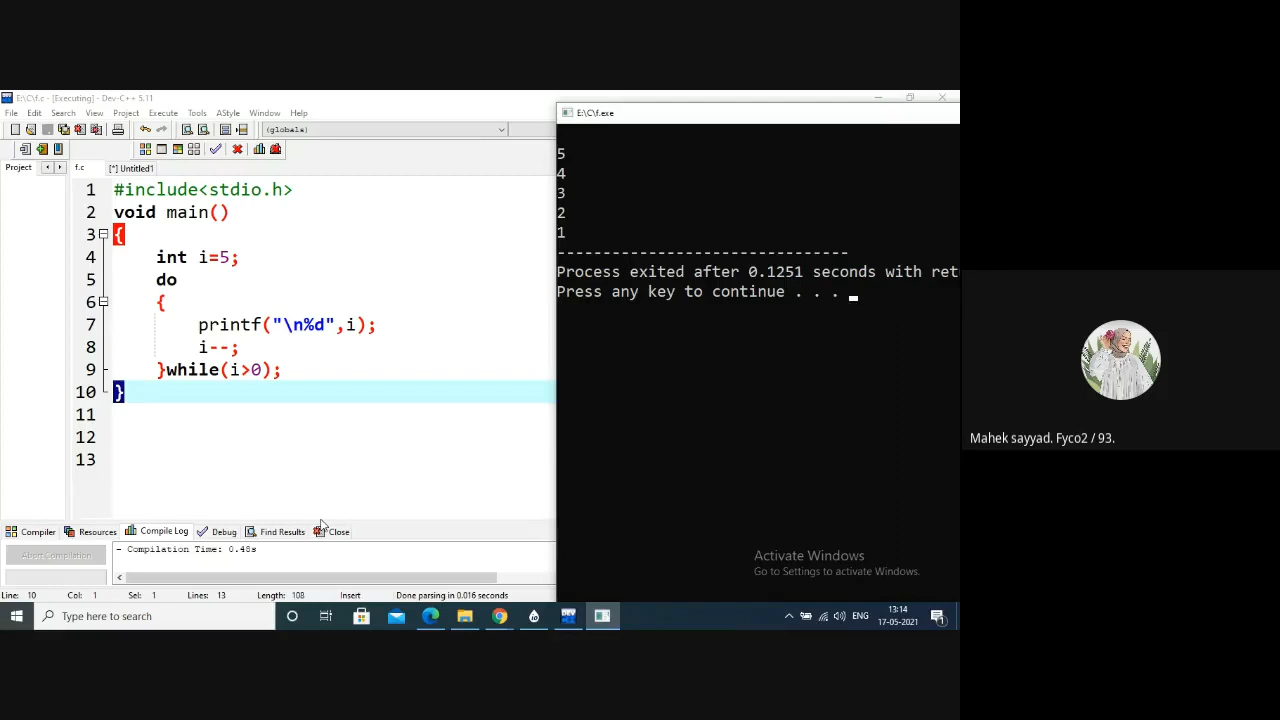 E:\C\f.c - [Executing] - Dev-C++ 5.11
File Edit Search View Project Execute Tools AStyle Window Help
(globals)
Project f.c [*] Untitled1
1 #include<stdio.h>
2 void main()
3 {
4 int i=5;
5 do
6 {
7 printf("\n%d",i);
8 i--;
9 }while(i>0);
10 }
11
12
13
Compiler Resources Compile Log Debug Find Results Close
Abort Compilation
- Compilation Time: 0.48s
Line: 10 Col: 1 Sel: 1 Lines: 13 Length: 108 Insert Done parsing in 0.016 seconds
E:\C\f.exe
5
4
3
2
1
--------------------------------
Process exited after 0.1251 seconds with ret
Press any key to continue . . .
Activate Windows
Go to Settings to activate Windows.
Type here to search
ENG
13:14
17-05-2021
1
Mahek sayyad. Fyco2 / 93.